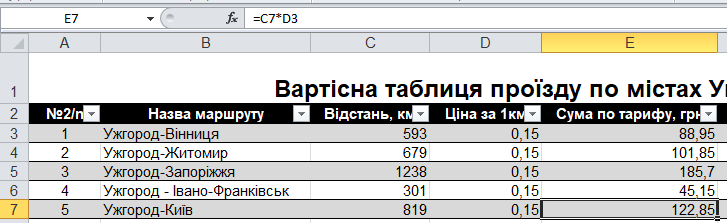 E7 fx =C7*D3
A B C D E
1 Вартісна таблиця проїзду по містах
2 №2/п Назва маршруту Відстань, км Ціна за 1км Сума по тарифу, грн
3 1 Ужгород-Вінниця 593 0,15 88,95
4 2 Ужгород-Житомир 679 0,15 101,85
5 3 Ужгород-Запоріжжя 1238 0,15 185,7
6 4 Ужгород - Івано-Франківськ 301 0,15 45,15
7 5 Ужгород-Київ 819 0,15 122,85